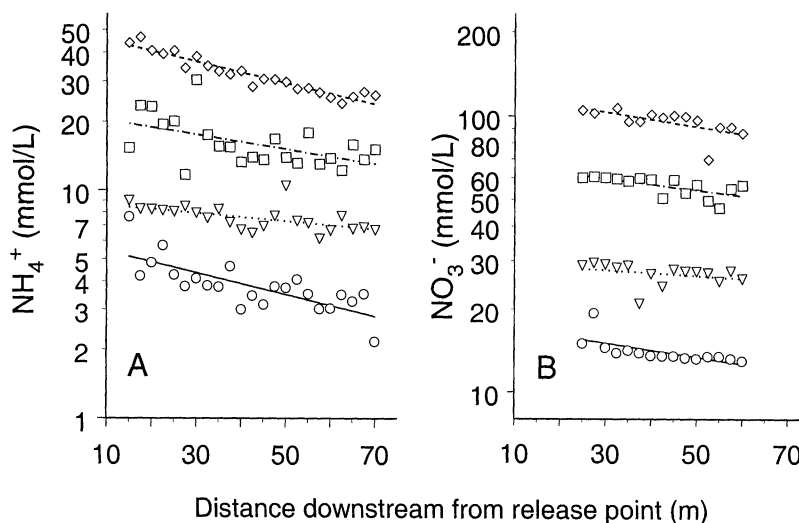 50
40
30
20
10
7
5
4
3
2
1
NH₄⁺ (mmol/L)
A
10 30 50 70
200
100
80
60
50
30
20
10
NO₃⁻ (mmol/L)
B
10 30 50 70
Distance downstream from release point (m)